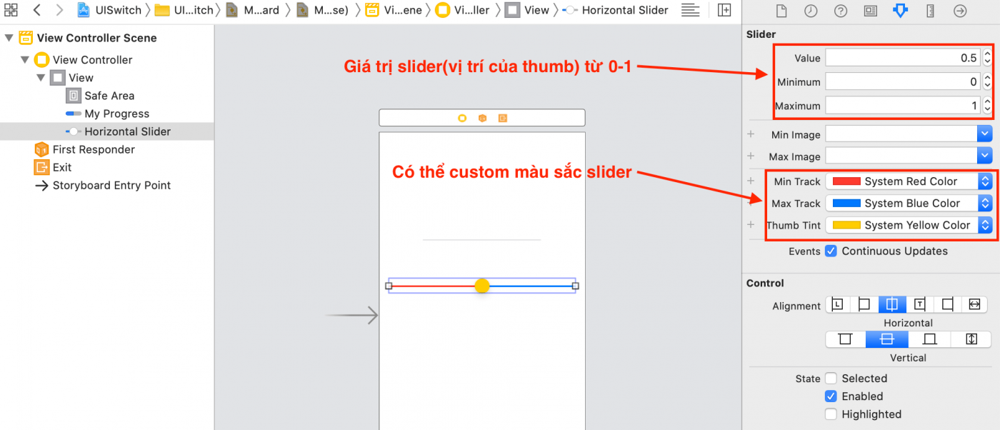 UISwitch UI...itch M...ard M...se) Vi...ene Vi...ller View Horizontal Slider
View Controller Scene
View Controller
View
Safe Area
My Progress
Horizontal Slider
First Responder
Exit
Storyboard Entry Point
Giá trị slider(vị trí của thumb) từ 0-1
Có thể custom màu sắc slider
Slider
Value 0.5
Minimum 0
Maximum 1
Min Image
Max Image
Min Track System Red Color
Max Track System Blue Color
Thumb Tint System Yellow Color
Events Continuous Updates
Control
Alignment
Horizontal
Vertical
State Selected
Enabled
Highlighted